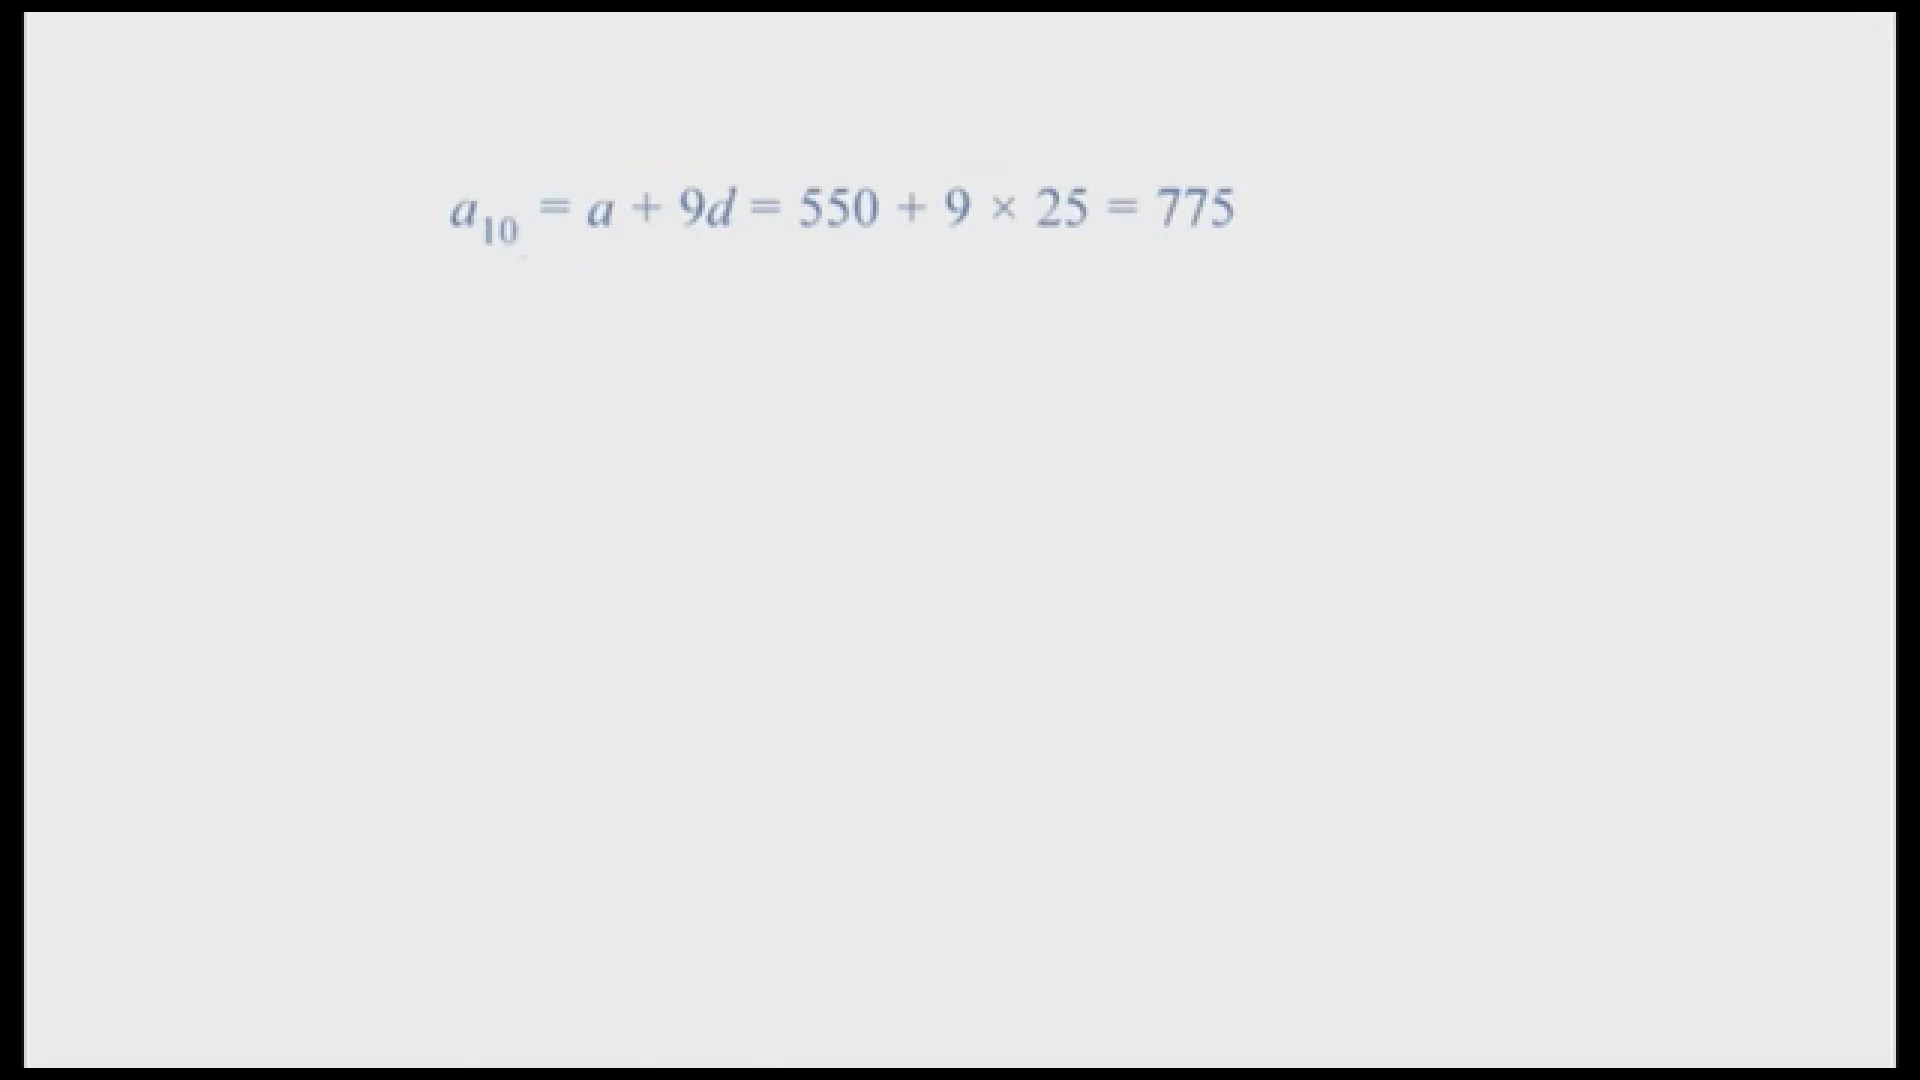 a₁₀ = a + 9d = 550 + 9 × 25 = 775